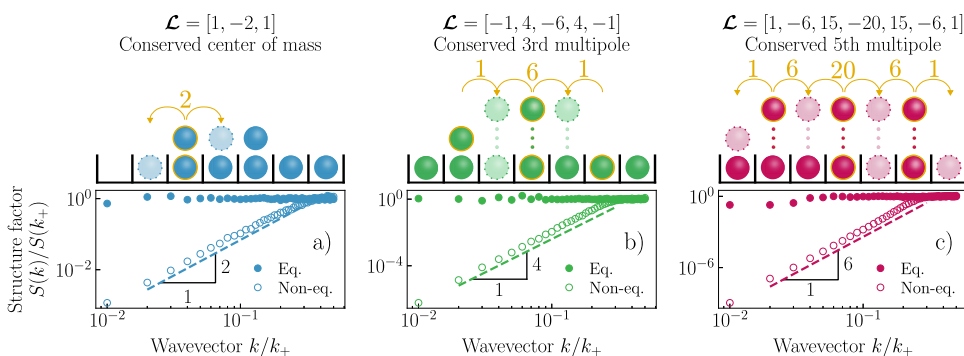 𝓛 = [1, −2, 1]
Conserved center of mass
2
𝓛 = [−1, 4, −6, 4, −1]
Conserved 3rd multipole
1 6 1
𝓛 = [1, −6, 15, −20, 15, −6, 1]
Conserved 5th multipole
1 6 20 6 1
Structure factor
S(k)/S(k₊)
10⁰
10⁻²
a)
2
1
Eq.
Non-eq.
10⁻² 10⁻¹
Wavevector k/k₊
10⁰
10⁻⁴
b)
4
1
Eq.
Non-eq.
10⁻² 10⁻¹
Wavevector k/k₊
10⁰
10⁻⁶
c)
6
1
Eq.
Non-eq.
10⁻² 10⁻¹
Wavevector k/k₊